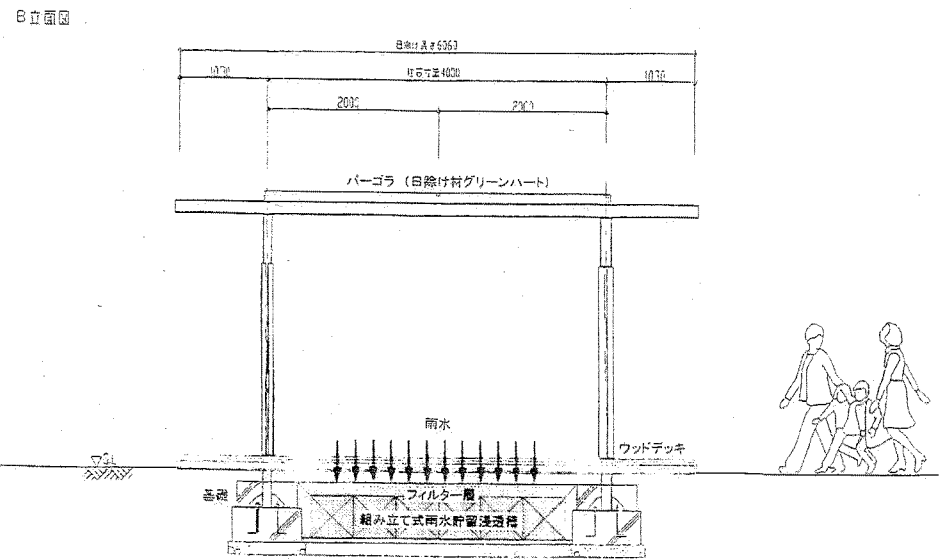 B立面図
日除け長さ6060
1030
柱芯寸法4000
1030
2000
2000
パーゴラ (日除け材グリーンハート)
雨水
ウッドデッキ
▽GL
基礎
フィルター層
組み立て式雨水貯留浸透槽